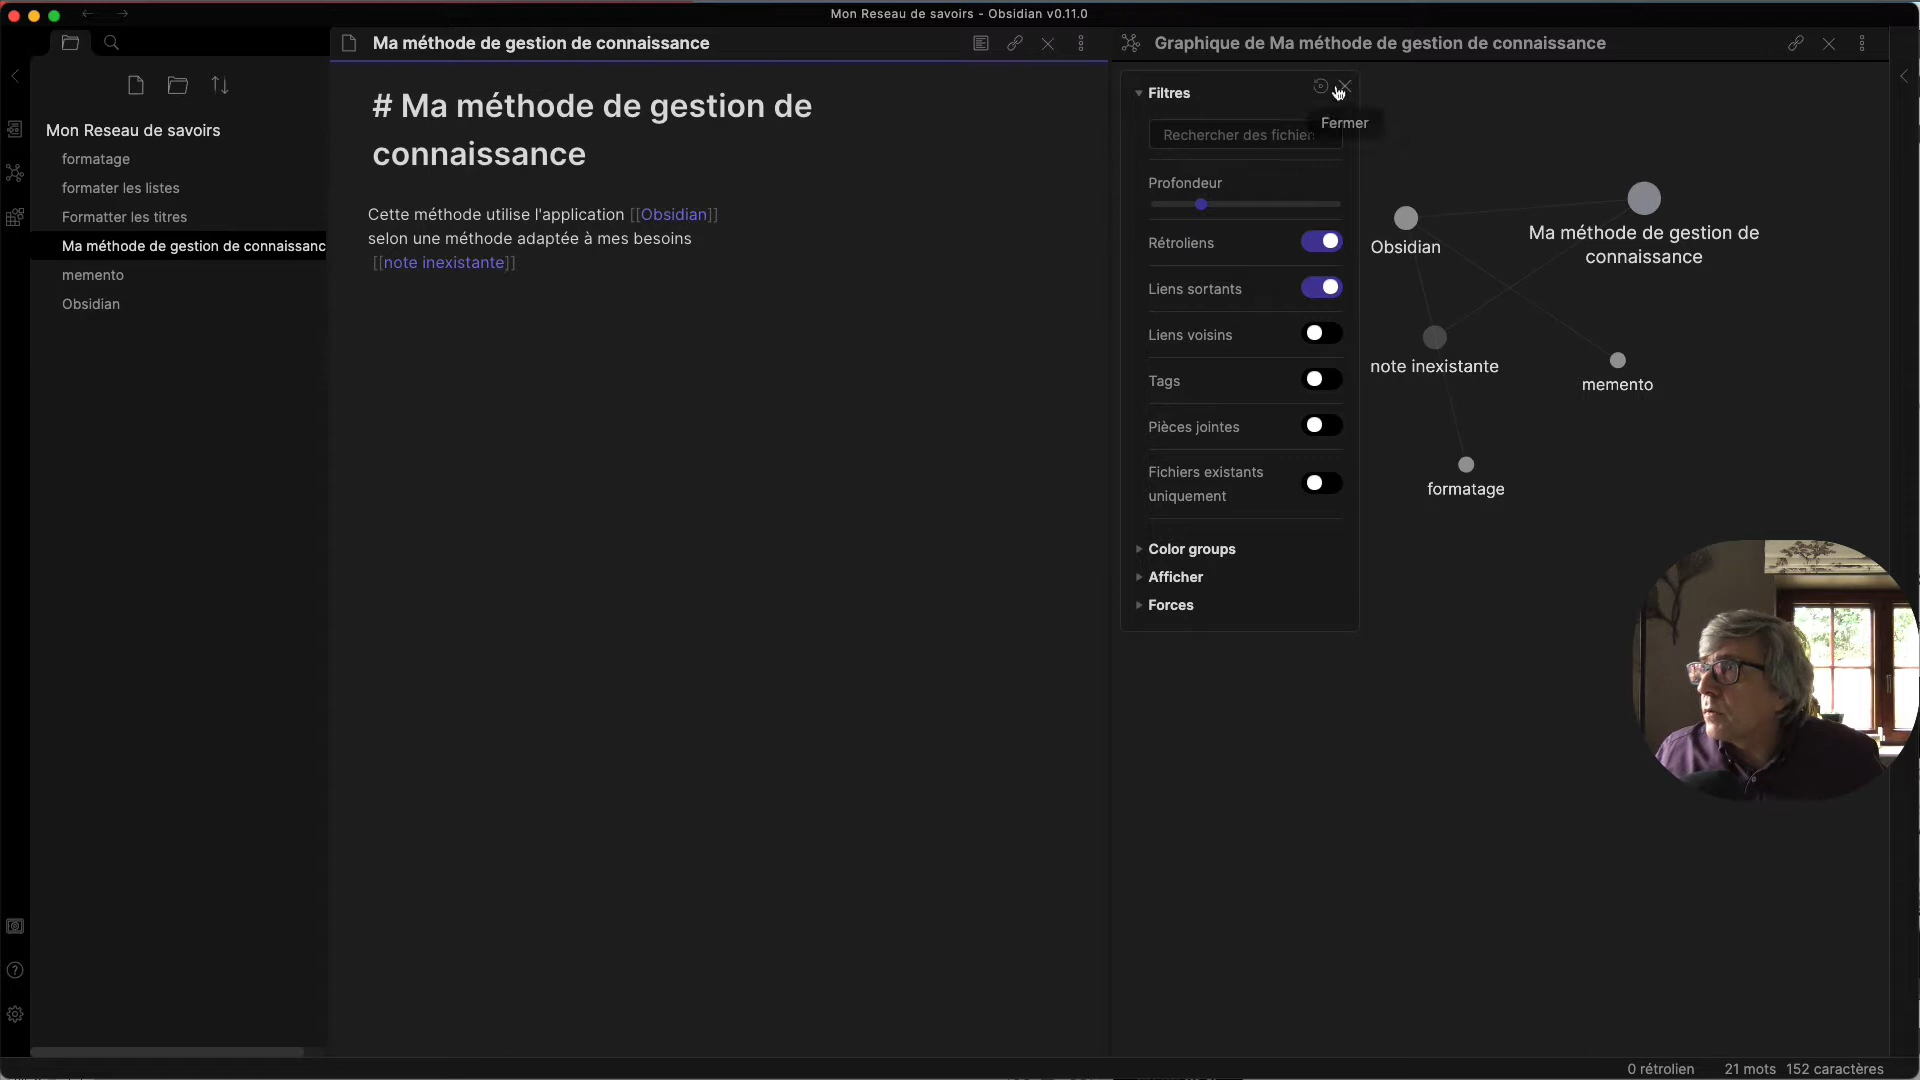 Mon Reseau de savoirs - Obsidian v0.11.0
Ma méthode de gestion de connaissance
Graphique de Ma méthode de gestion de connaissance
Mon Reseau de savoirs
formatage
formater les listes
Formatter les titres
Ma méthode de gestion de connaissanc
memento
Obsidian
# Ma méthode de gestion de
connaissance
Cette méthode utilise l'application [[Obsidian]]
selon une méthode adaptée à mes besoins
[[note inexistante]]
Filtres
Fermer
Rechercher des fichier
Profondeur
Rétroliens
Liens sortants
Liens voisins
Tags
Pièces jointes
Fichiers existants
uniquement
Color groups
Afficher
Forces
Obsidian
Ma méthode de gestion de
connaissance
note inexistante
memento
formatage
0 rétrolien
21 mots
152 caractères